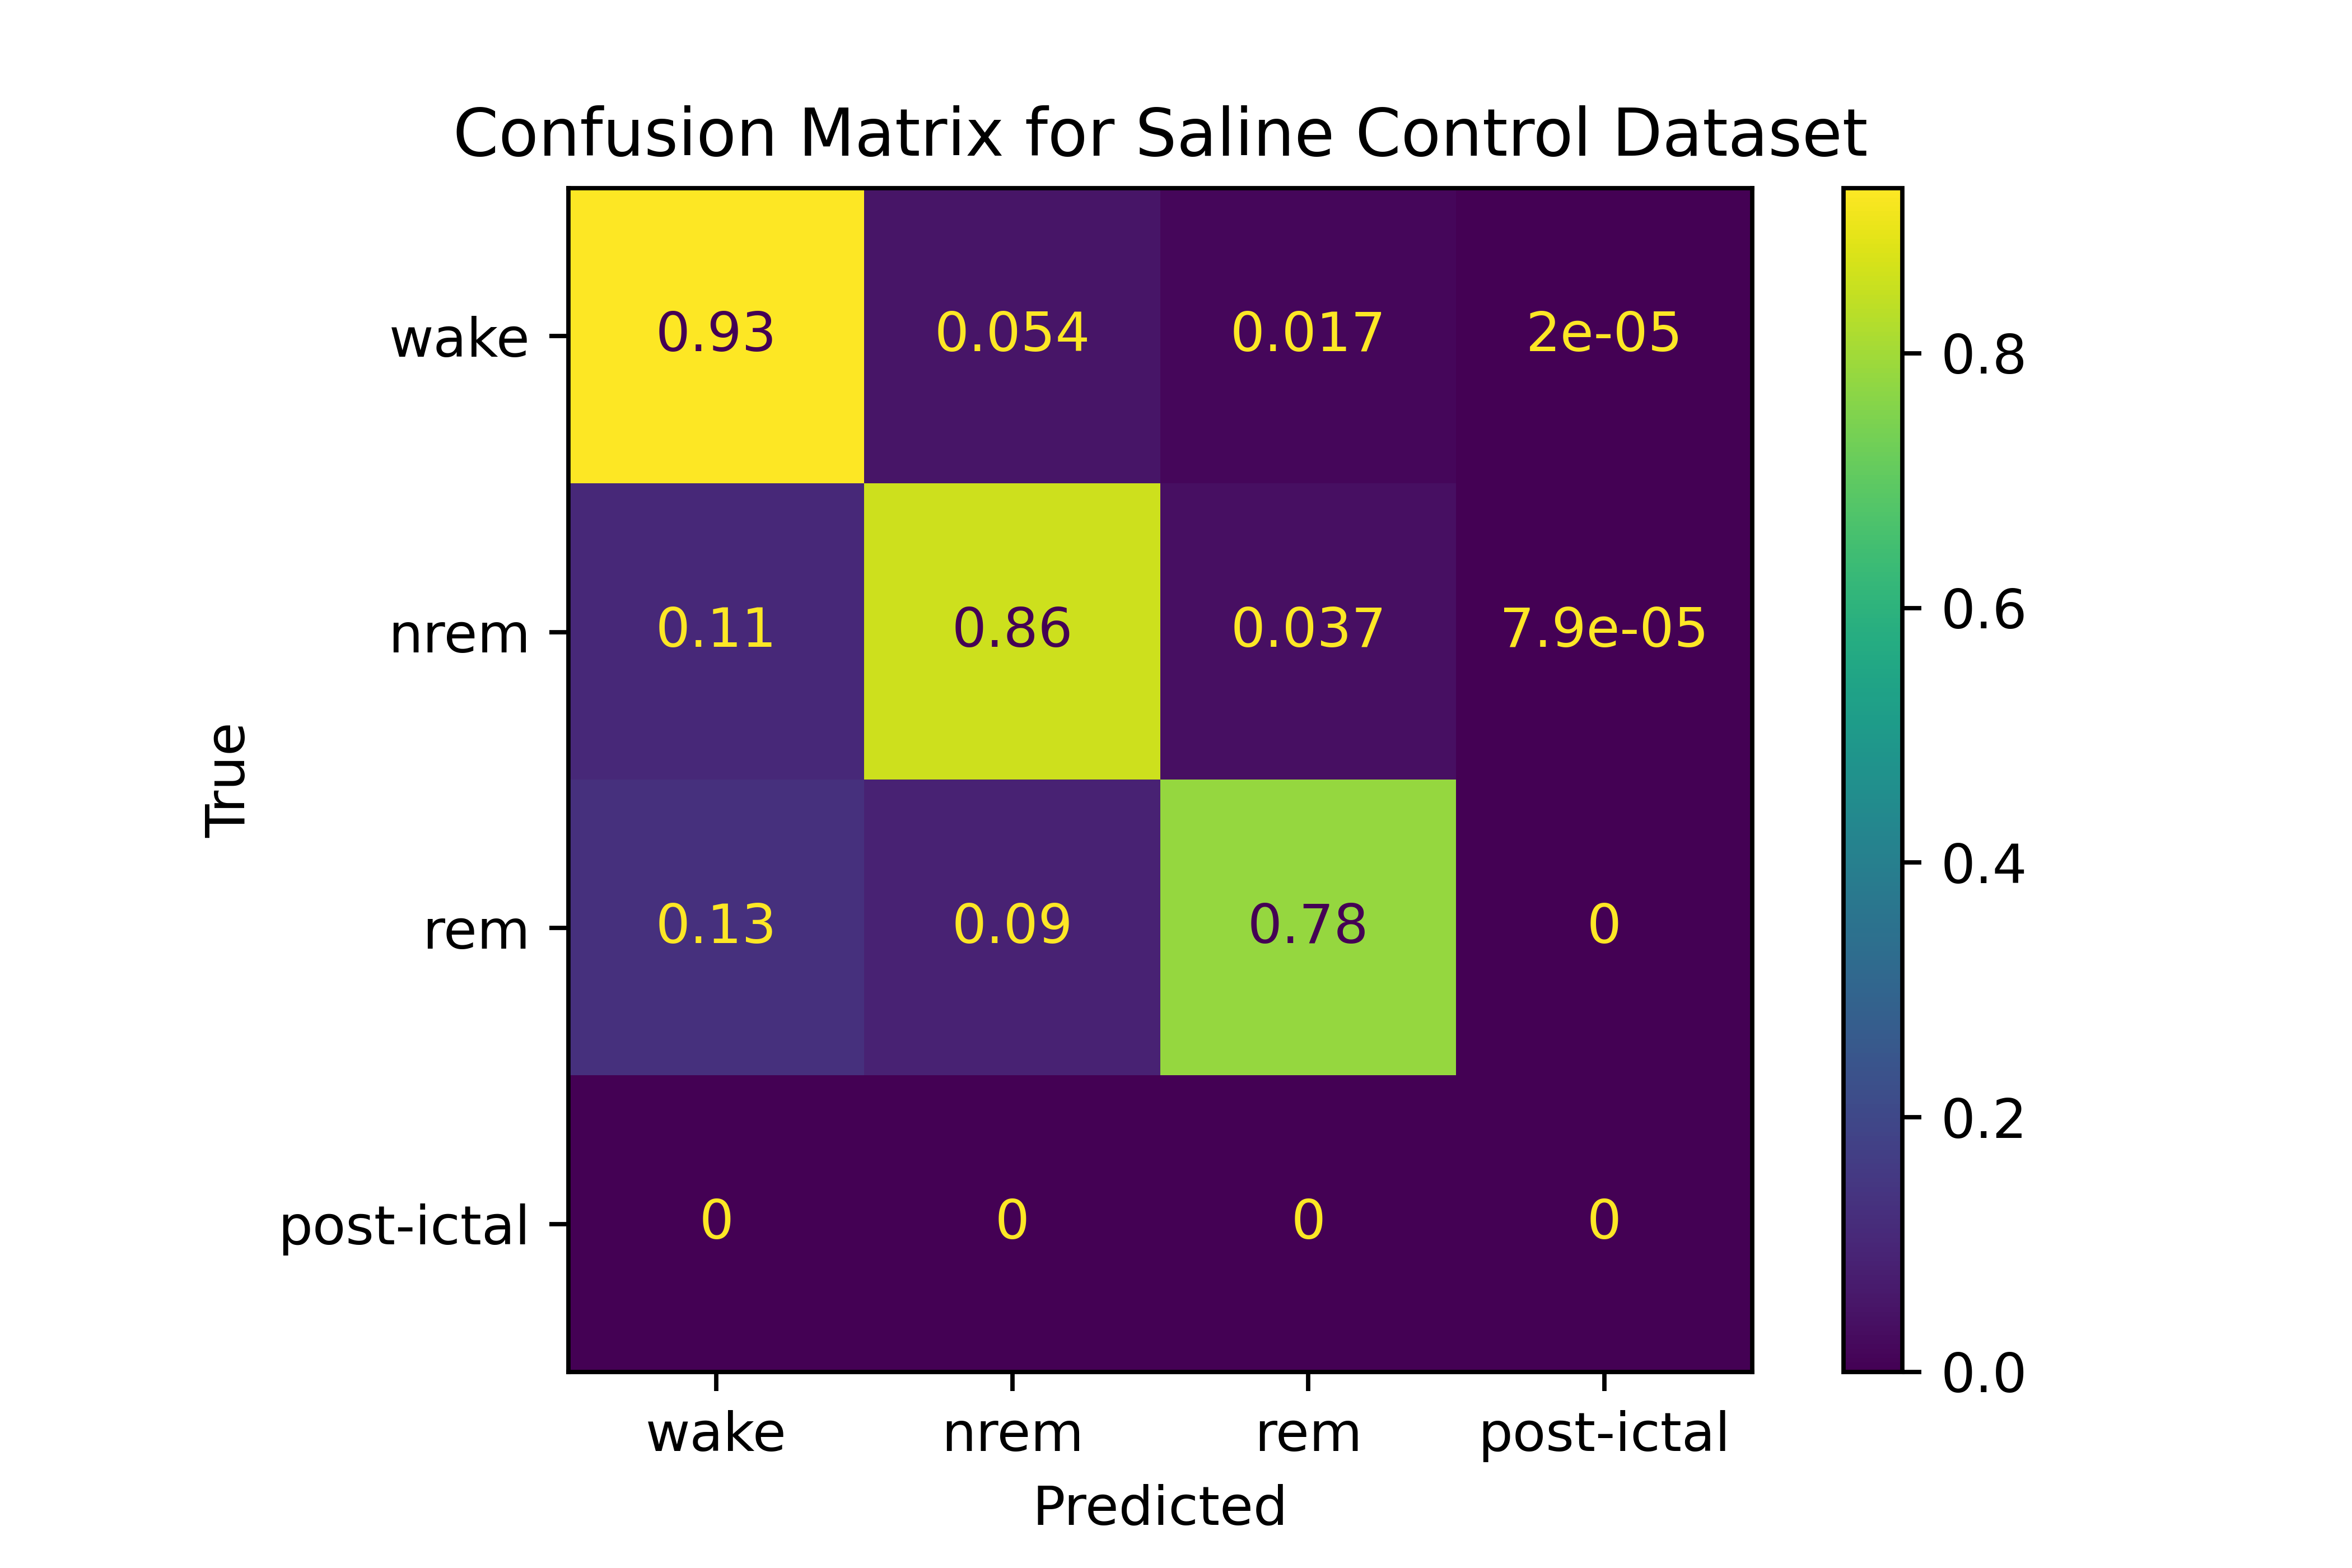 Confusion Matrix for Saline Control Dataset
wake 0.93 0.054 0.017 2e-05
nrem 0.11 0.86 0.037 7.9e-05
rem 0.13 0.09 0.78 0
post-ictal 0 0 0 0
True
wake nrem rem post-ictal
Predicted
0.8
0.6
0.4
0.2
0.0